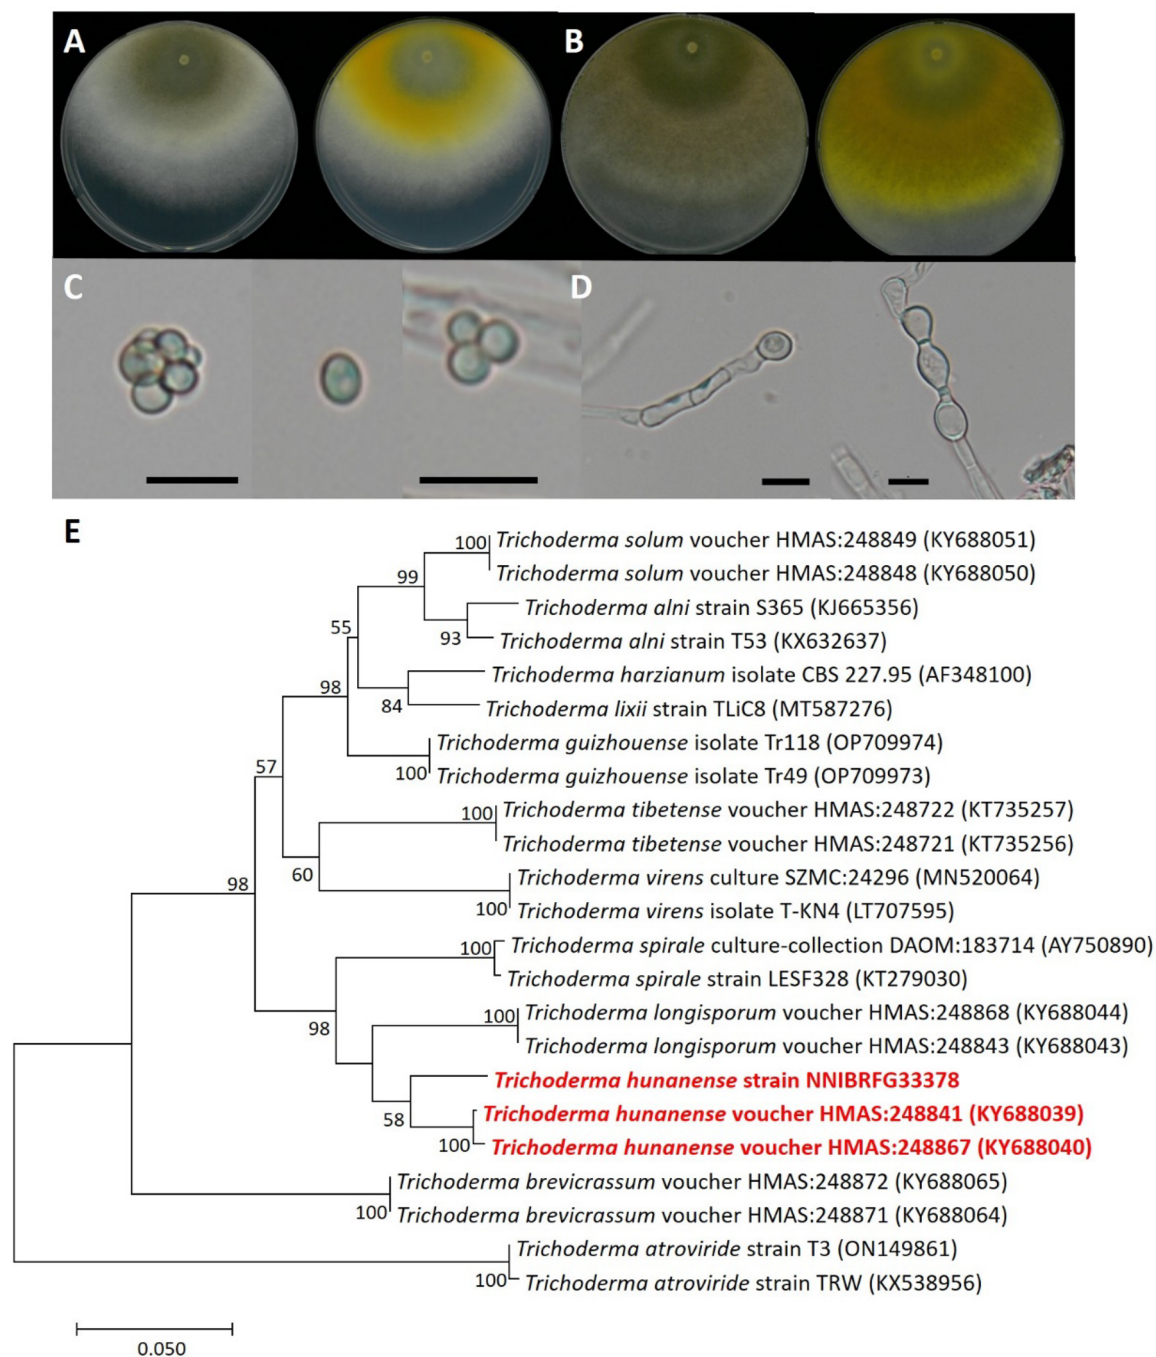 A
B
C
D
E
100
Trichoderma solum voucher HMAS:248849 (KY688051)
Trichoderma solum voucher HMAS:248848 (KY688050)
99
Trichoderma alni strain S365 (KJ665356)
93
Trichoderma alni strain T53 (KX632637)
55
Trichoderma harzianum isolate CBS 227.95 (AF348100)
84
Trichoderma lixii strain TLiC8 (MT587276)
98
Trichoderma guizhouense isolate Tr118 (OP709974)
100
Trichoderma guizhouense isolate Tr49 (OP709973)
57
100
Trichoderma tibetense voucher HMAS:248722 (KT735257)
Trichoderma tibetense voucher HMAS:248721 (KT735256)
60
Trichoderma virens culture SZMC:24296 (MN520064)
100
Trichoderma virens isolate T-KN4 (LT707595)
98
100
Trichoderma spirale culture-collection DAOM:183714 (AY750890)
Trichoderma spirale strain LESF328 (KT279030)
98
100
Trichoderma longisporum voucher HMAS:248868 (KY688044)
Trichoderma longisporum voucher HMAS:248843 (KY688043)
Trichoderma hunanense strain NNIBRFG33378
58
Trichoderma hunanense voucher HMAS:248841 (KY688039)
100
Trichoderma hunanense voucher HMAS:248867 (KY688040)
Trichoderma brevicrassum voucher HMAS:248872 (KY688065)
100
Trichoderma brevicrassum voucher HMAS:248871 (KY688064)
Trichoderma atroviride strain T3 (ON149861)
100
Trichoderma atroviride strain TRW (KX538956)
0.050